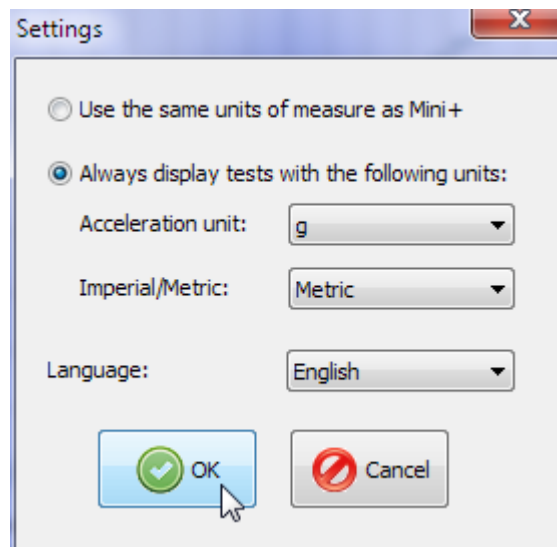 Settings
Use the same units of measure as Mini+
Always display tests with the following units:
Acceleration unit: g
Imperial/Metric: Metric
Language: English
OK Cancel